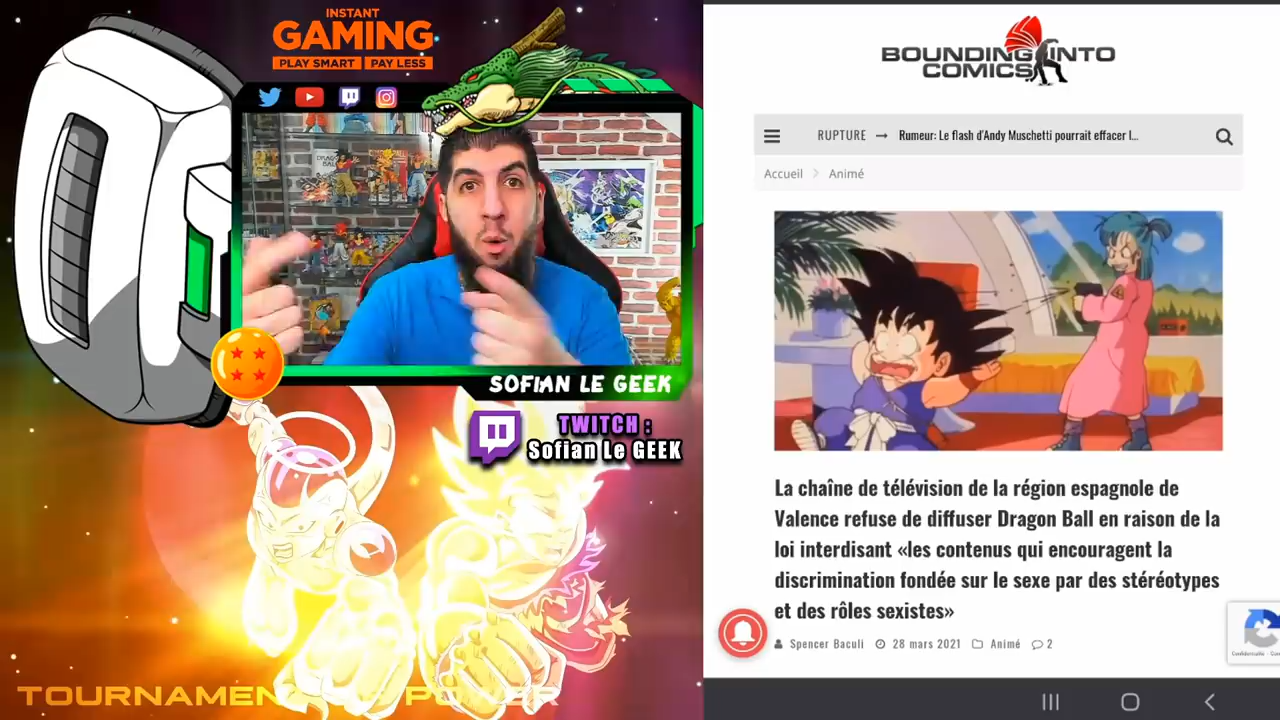 INSTANT
GAMING
PLAY SMART PAY LESS
SOFIAN LE GEEK
TWITCH :
Sofian Le GEEK
BOUNDING INTO
COMICS
RUPTURE → Rumeur: Le flash d'Andy Muschetti pourrait effacer l...
Accueil > Animé
La chaîne de télévision de la région espagnole de
Valence refuse de diffuser Dragon Ball en raison de la
loi interdisant «les contenus qui encouragent la
discrimination fondée sur le sexe par des stéréotypes
et des rôles sexistes»
Spencer Baculi 28 mars 2021 Animé 2